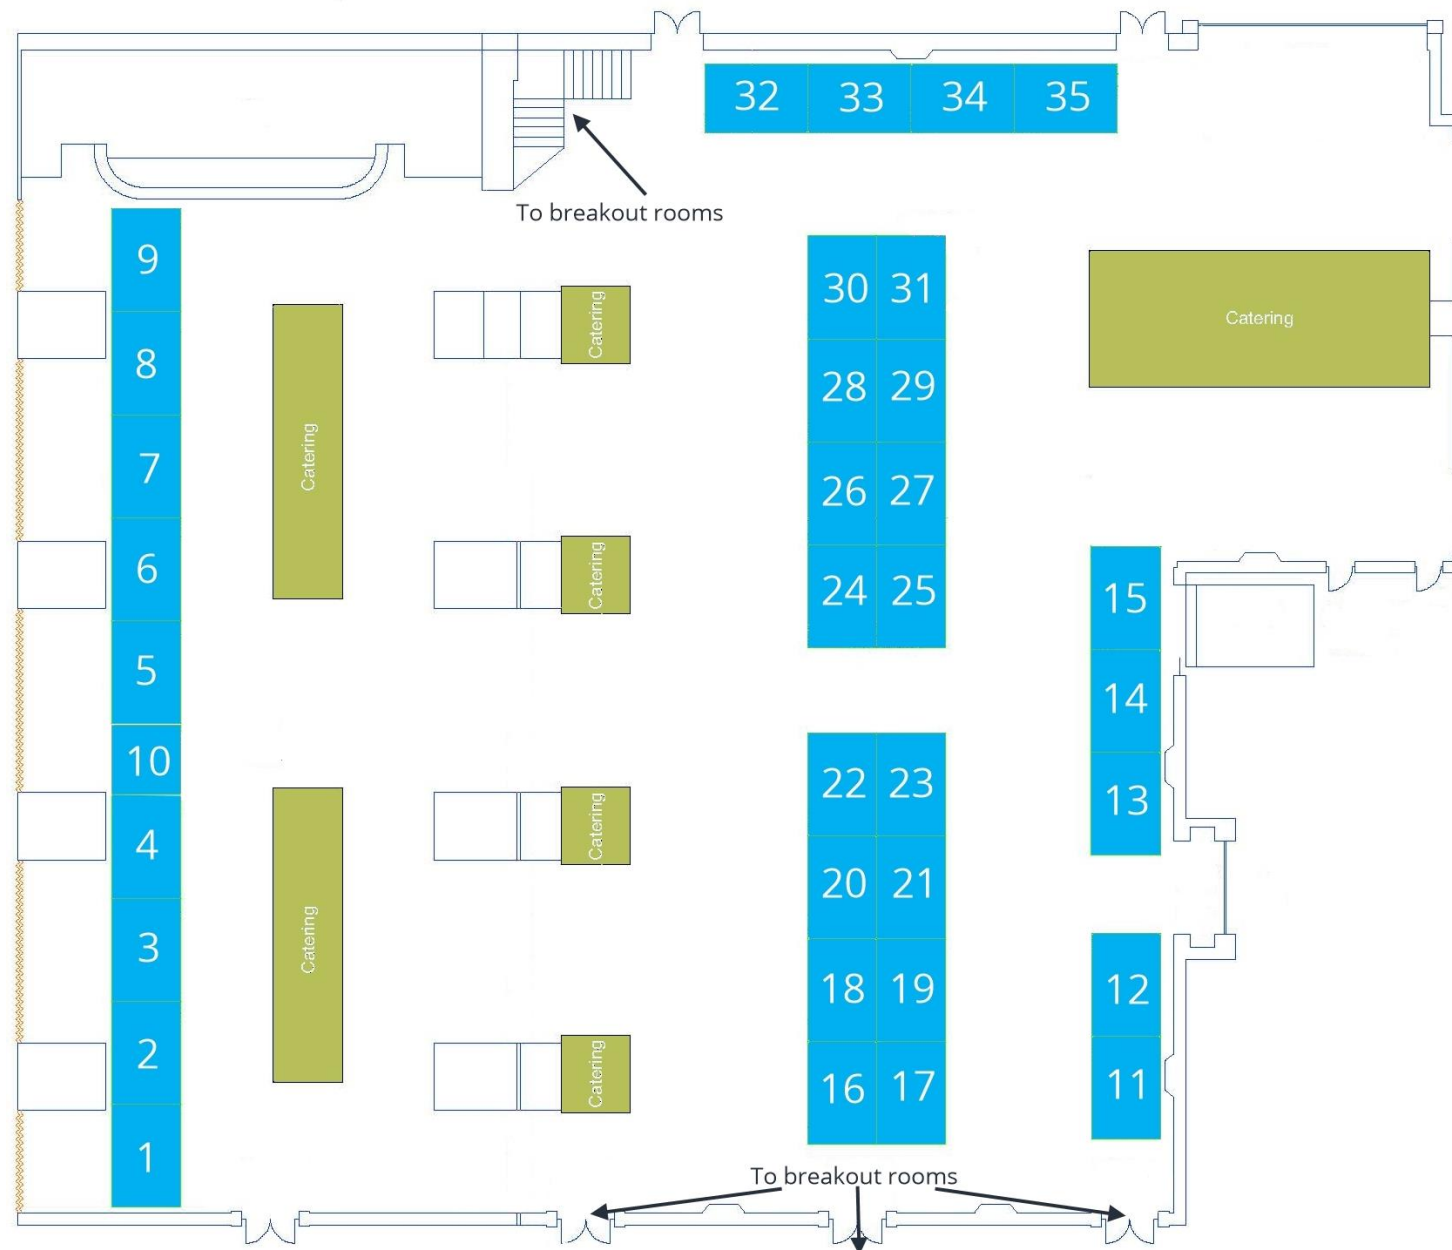 32 33 34 35
To breakout rooms
9
8
7
6
5
10
4
3
2
1
Catering
Catering
Catering
Catering
Catering
Catering
30 31
28 29
26 27
24 25
22 23
20 21
18 19
16 17
Catering
15
14
13
12
11
To breakout rooms